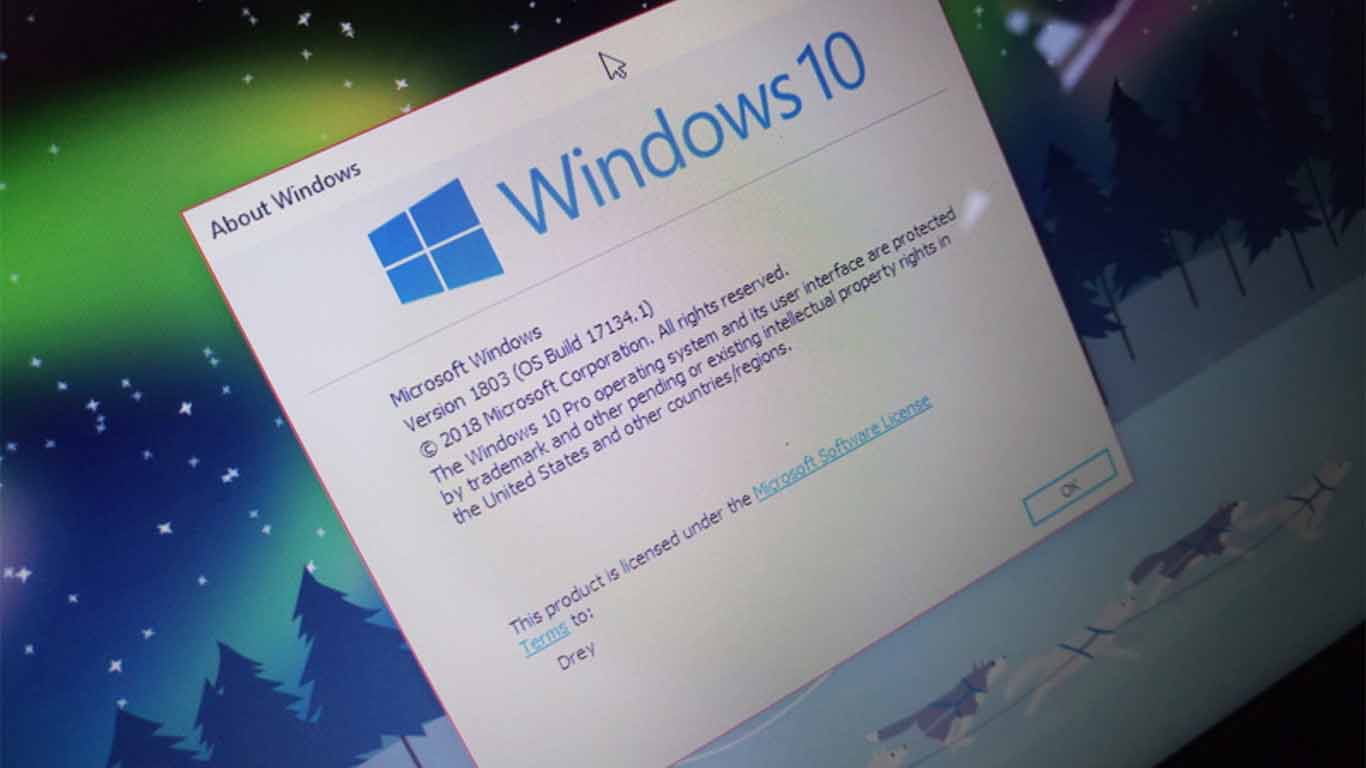 About Windows
Windows 10
Microsoft Windows
Version 1803 (OS Build 17134.1)
© 2018 Microsoft Corporation. All rights reserved.
The Windows 10 Pro operating system and its user interface are protected
by trademark and other pending or existing intellectual property rights in
the United States and other countries/regions.
This product is licensed under the Microsoft Software License
Terms to:
Drey
OK